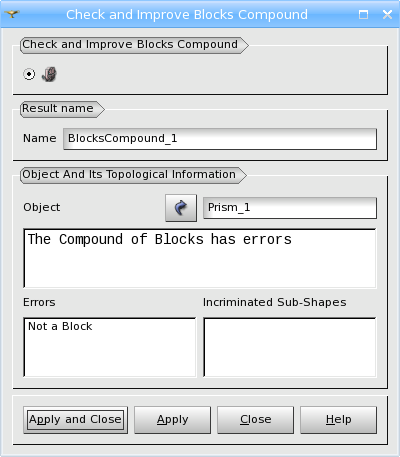 Check and Improve Blocks Compound
Check and Improve Blocks Compound
Result name
Name BlocksCompound_1
Object And Its Topological Information
Object Prism_1
The Compound of Blocks has errors
Errors Incriminated Sub-Shapes
Not a Block
Apply and Close Apply Close Help